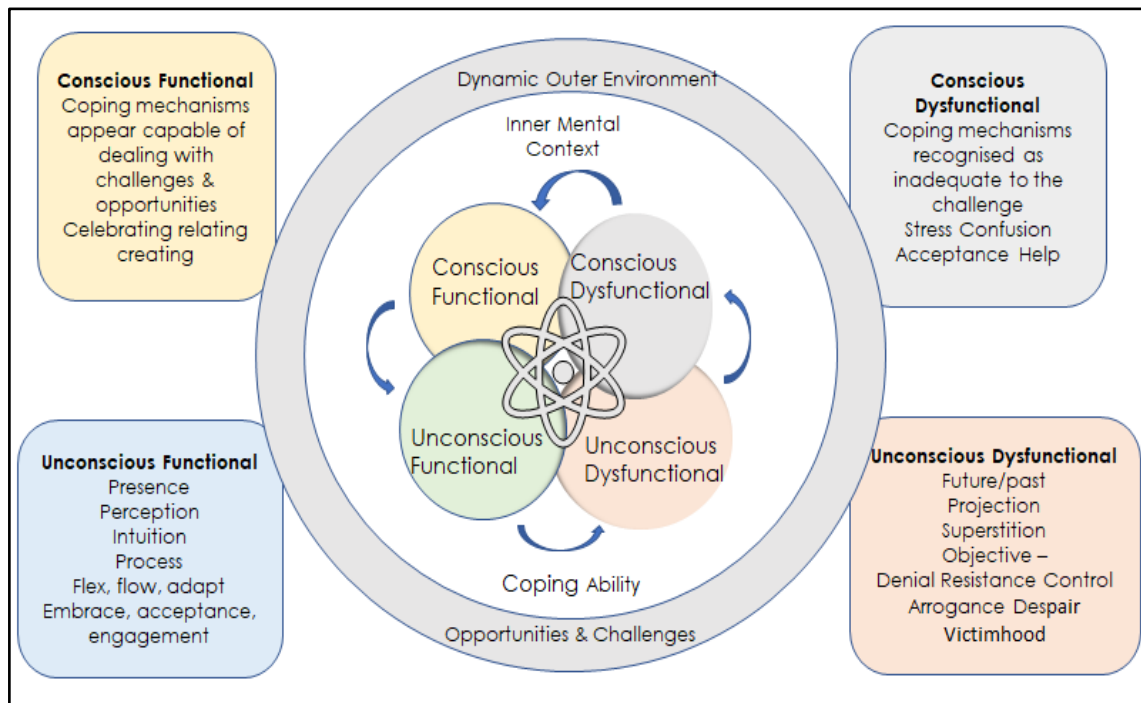 Conscious Functional
Coping mechanisms
appear capable of
dealing with
challenges &
opportunities
Celebrating relating
creating
Dynamic Outer Environment
Inner Mental
Context
Conscious
Functional
Conscious
Dysfunctional
Unconscious
Functional
Unconscious
Dysfunctional
Coping Ability
Opportunities & Challenges
Conscious
Dysfunctional
Coping mechanisms
recognised as
inadequate to the
challenge
Stress Confusion
Acceptance Help
Unconscious Functional
Presence
Perception
Intuition
Process
Flex, flow, adapt
Embrace, acceptance,
engagement
Unconscious Dysfunctional
Future/past
Projection
Superstition
Objective –
Denial Resistance Control
Arrogance Despair
Victimhood